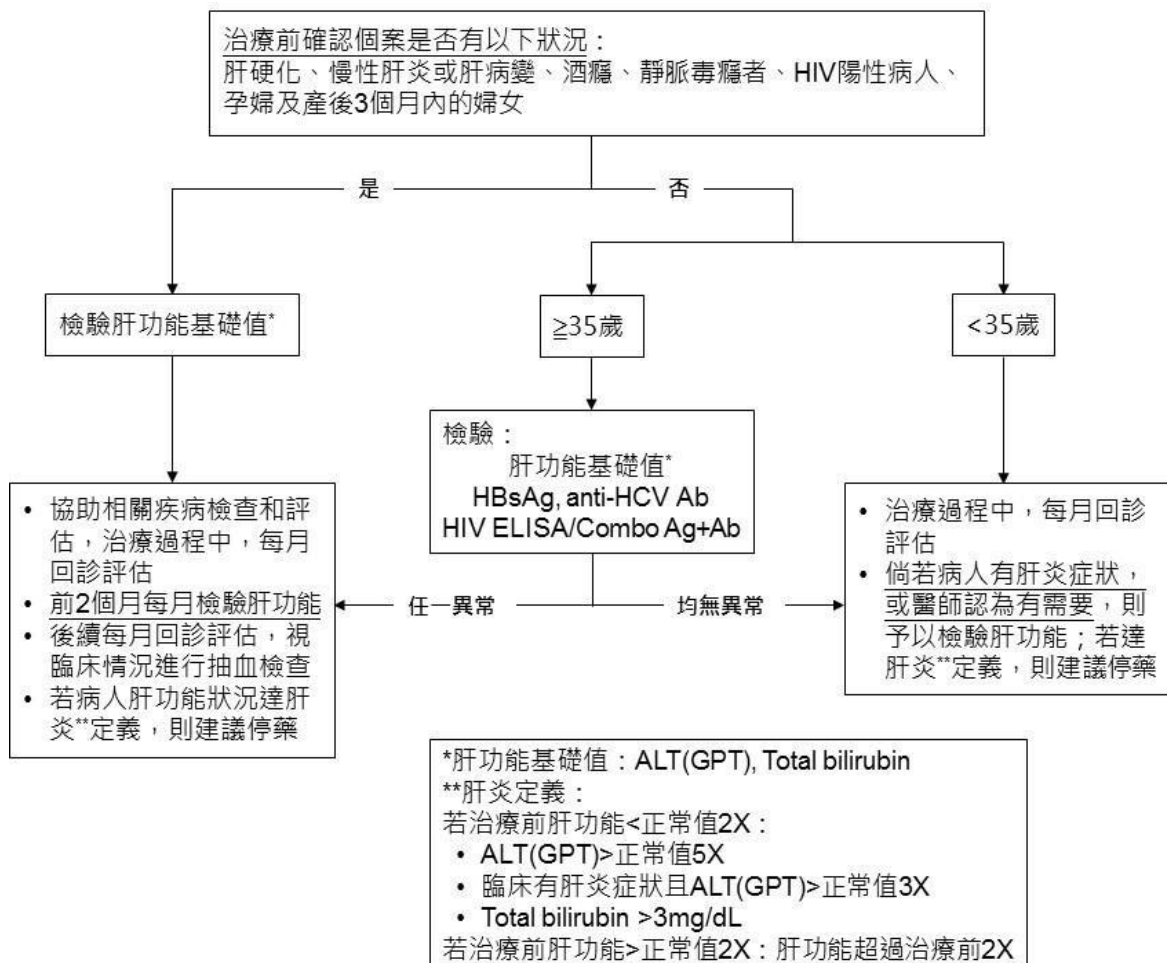 治療前確認個案是否有以下狀況：
肝硬化、慢性肝炎或肝病變、酒癮、靜脈毒癮者、HIV陽性病人、
孕婦及產後3個月內的婦女
是
否
檢驗肝功能基礎值*
≧35歲
<35歲
檢驗：
肝功能基礎值*
HBsAg, anti-HCV Ab
HIV ELISA/Combo Ag+Ab
• 協助相關疾病檢查和評
估，治療過程中，每月
回診評估
• 前2個月每月檢驗肝功能
• 後續每月回診評估，視
臨床情況進行抽血檢查
• 若病人肝功能狀況達肝
炎**定義，則建議停藥
任一異常
均無異常
• 治療過程中，每月回診
評估
• 倘若病人有肝炎症狀，
或醫師認為有需要，則
予以檢驗肝功能；若達
肝炎**定義，則建議停藥
*肝功能基礎值：ALT(GPT), Total bilirubin
**肝炎定義：
若治療前肝功能<正常值2X：
• ALT(GPT)>正常值5X
• 臨床有肝炎症狀且ALT(GPT)>正常值3X
• Total bilirubin >3mg/dL
若治療前肝功能>正常值2X：肝功能超過治療前2X